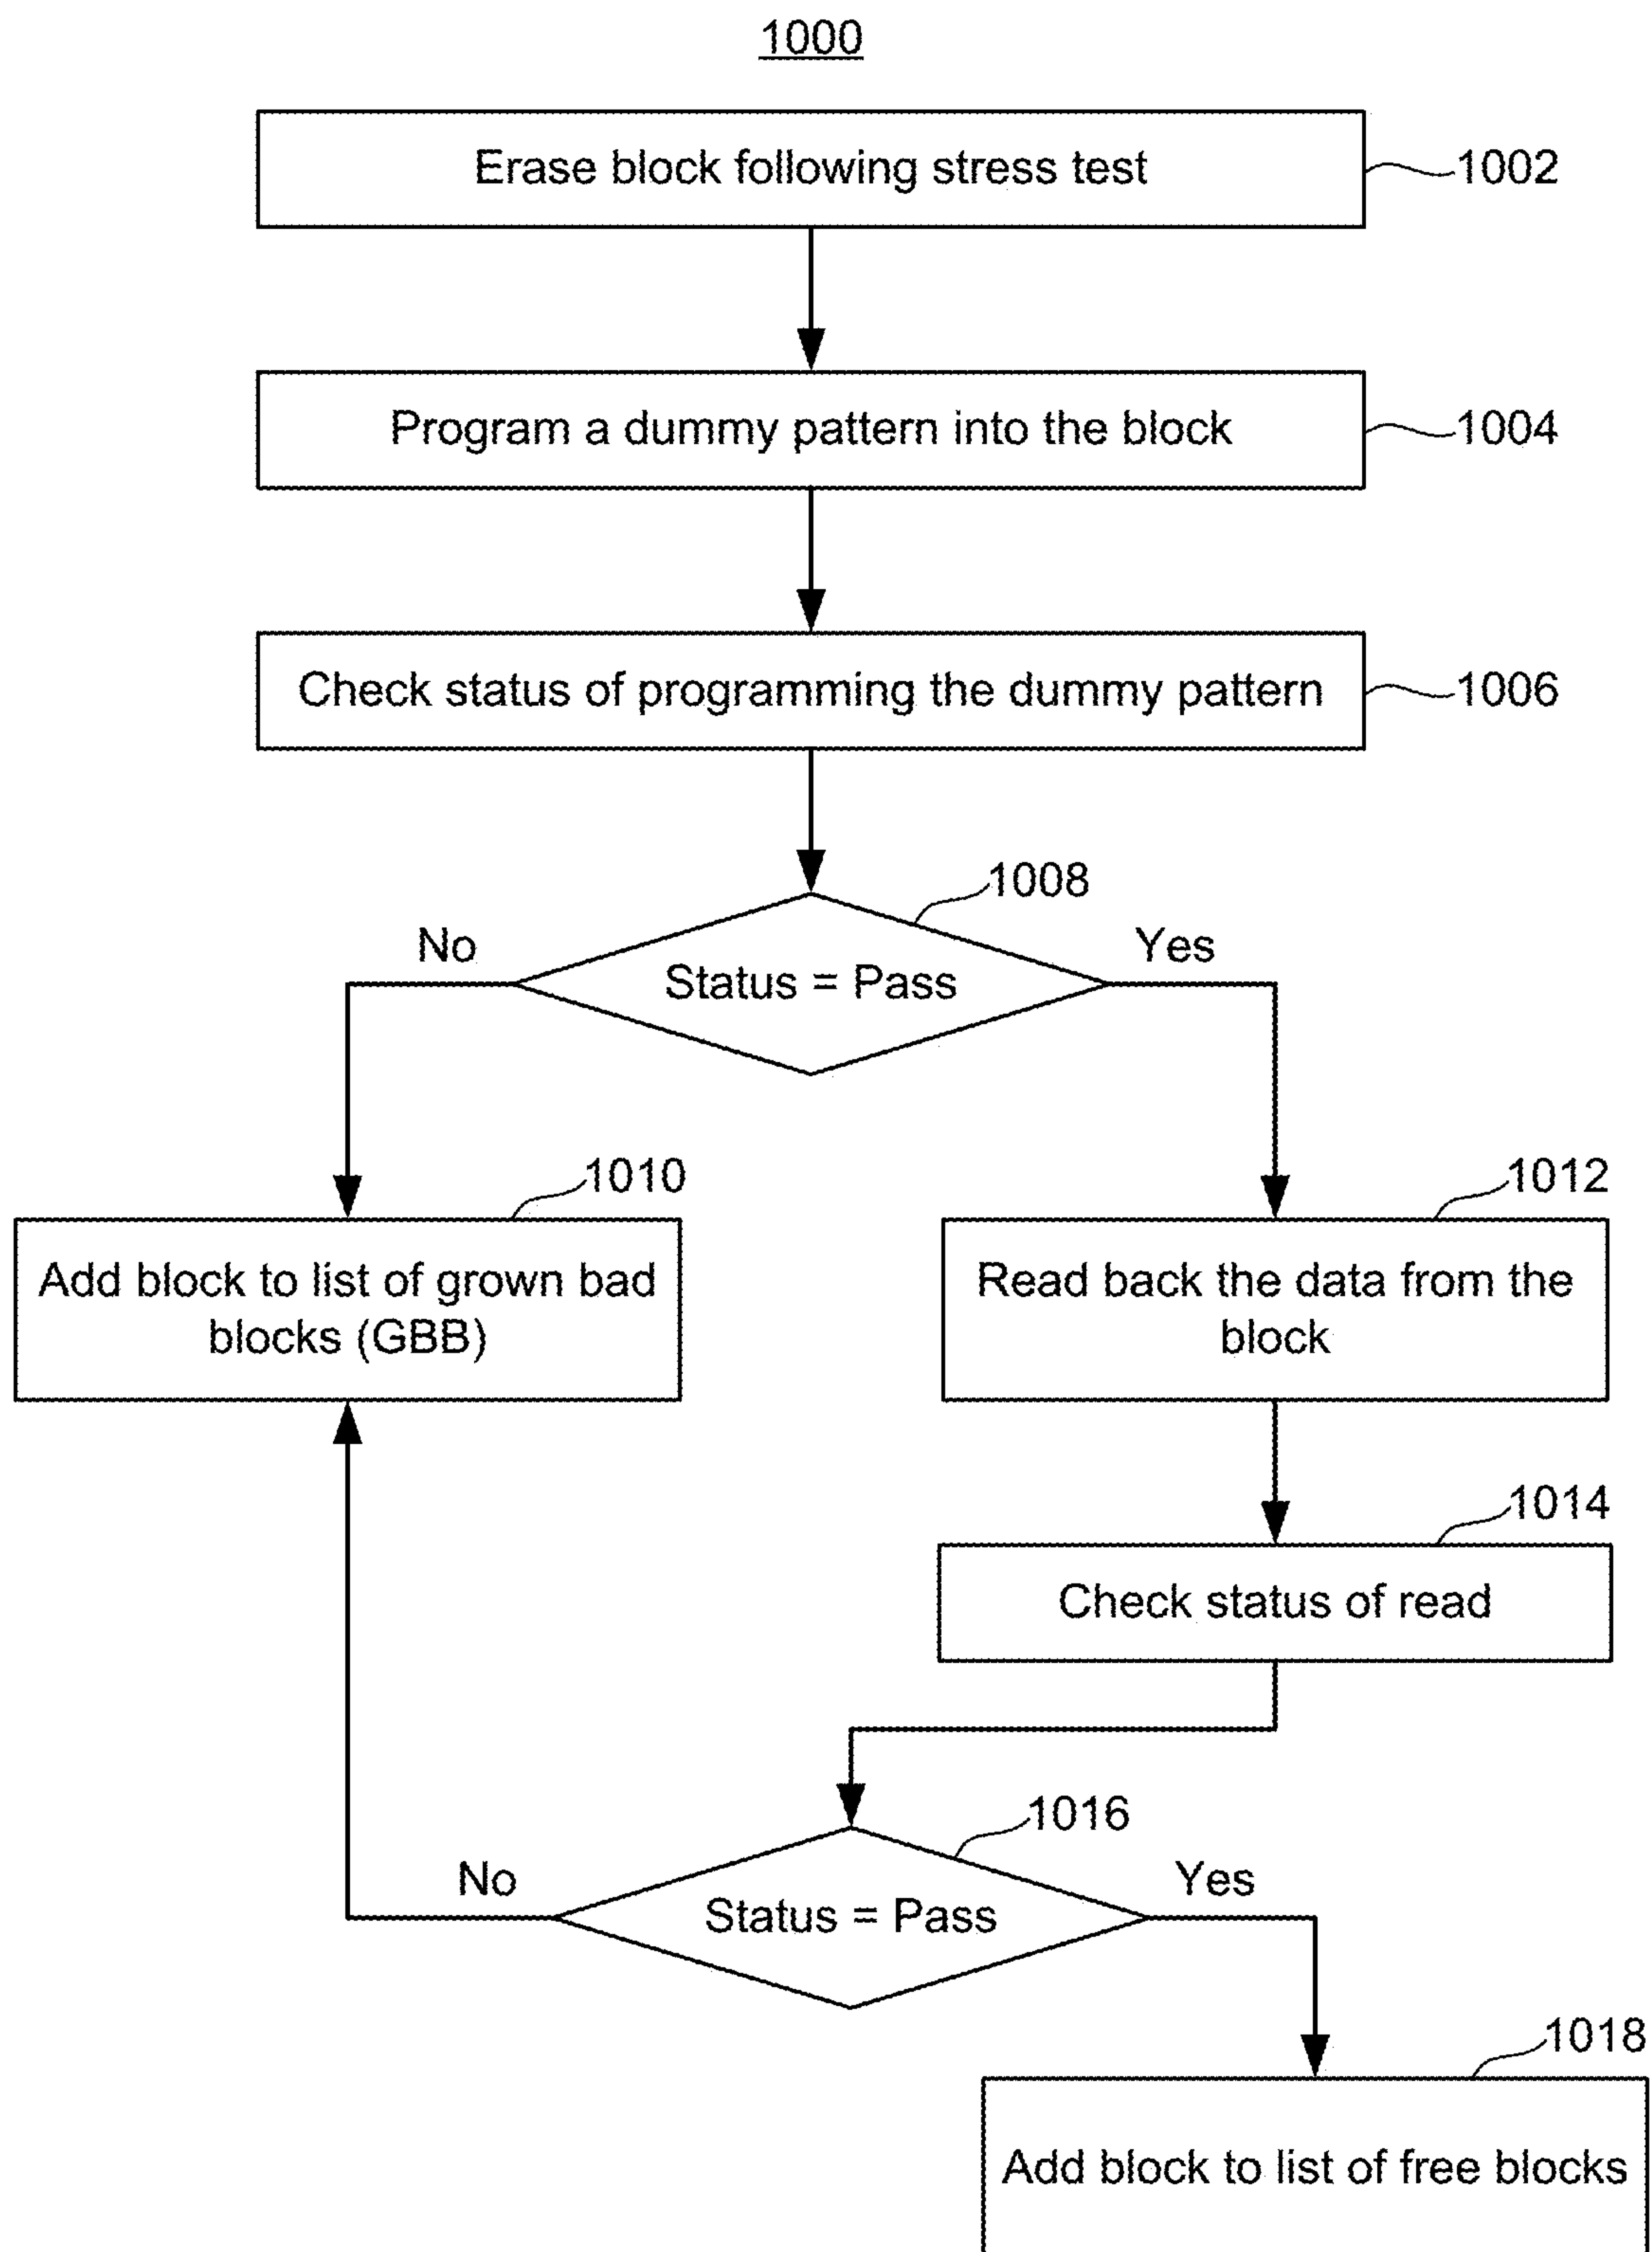 1000
Erase block following stress test
1002
Program a dummy pattern into the block
1004
Check status of programming the dummy pattern
1006
1008
No
Yes
Status = Pass
1010
1012
Add block to list of grown bad
blocks (GBB)
Read back the data from the
block
1014
Check status of read
1016
No
Yes
Status = Pass
1018
Add block to list of free blocks